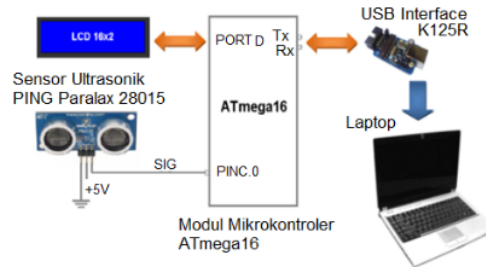 LCD 16x2
PORT D
Tx
Rx
USB Interface
K125R
Sensor Ultrasonik
PING Paralax 28015
ATmega16
Laptop
SIG
PINC.0
+5V
Modul Mikrokontroler
ATmega16